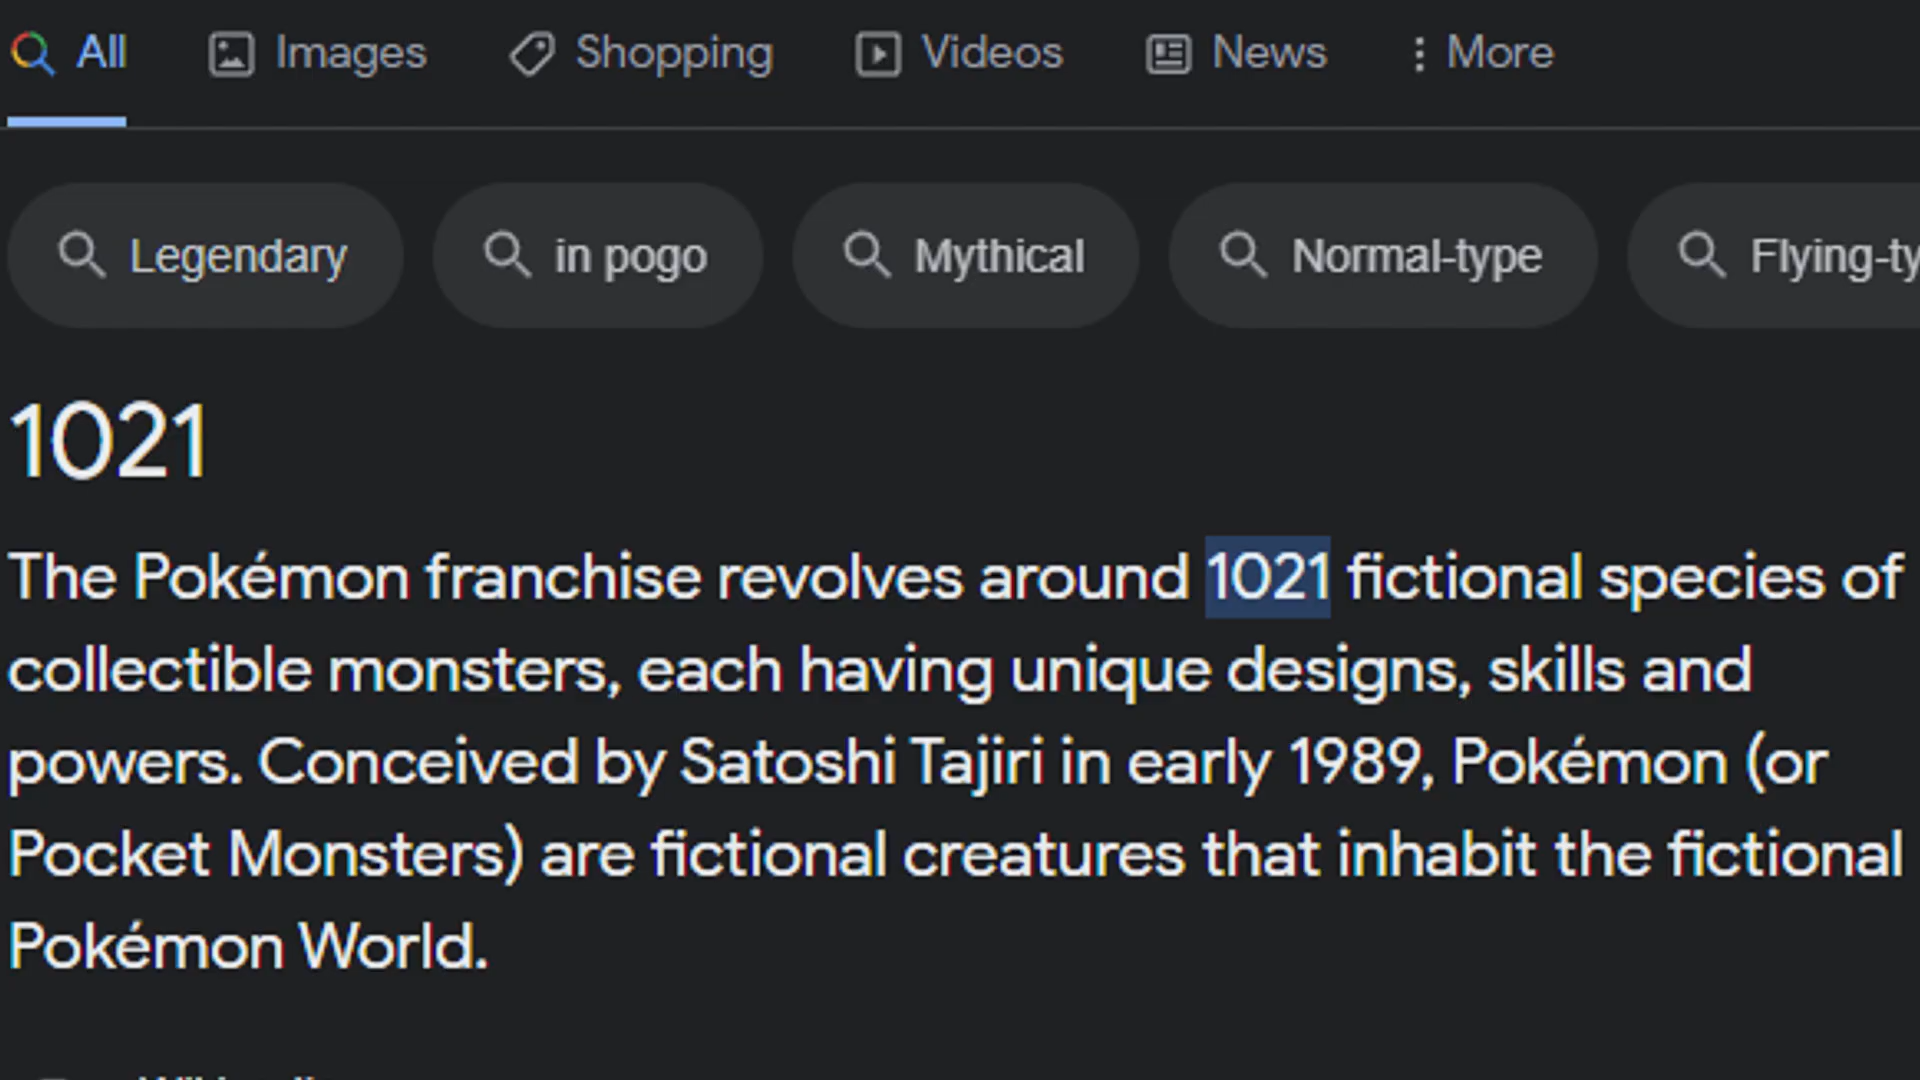 All Images Shopping Videos News More
Legendary in pogo Mythical Normal-type
1021
The Pokémon franchise revolves around 1021 fictional species of
collectible monsters, each having unique designs, skills and
powers. Conceived by Satoshi Tajiri in early 1989, Pokémon (or
Pocket Monsters) are fictional creatures that inhabit the fictional
Pokémon World.